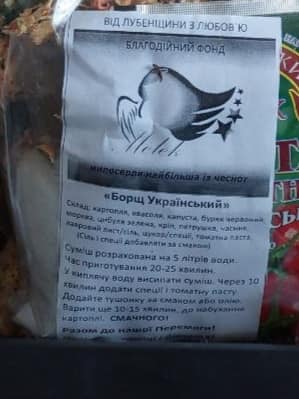 ВІД ЛУБЕНЩИНИ З ЛЮБОВ`Ю
БЛАГОДІЙНИЙ ФОНД
Melek
милосердя найбільша із чеснот
«Борщ Український»
Склад: картопля, квасоля, капуста, буряк червоний,
морква, цибуля зелена, кріп, петрушка, часник,
лавровий лист/сіль, цукор/спеції, томатна паста.
(Сіль і спеції добавляти за смаком)
Суміш розрахована на 5 літрів води.
Час приготування 20-25 хвилин.
У киплячу воду висипати суміш. Через 10
хвилин додати спеції і томатну пасту
Додайте тушонку за смаком або олію.
Варити ще 10-15 хвилин, до набухання
картоплі. СМАЧНОГО!
Разом до нашої Перемоги!